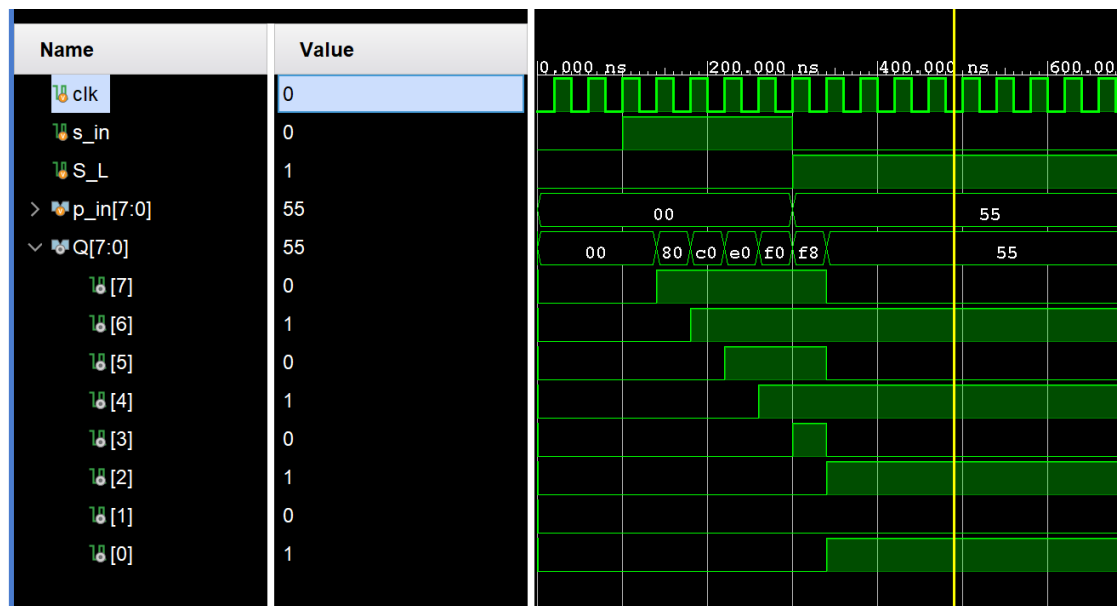 Name Value
0.000 ns 200.000 ns 400.000 ns 600.00
clk 0
s_in 0
S_L 1
p_in[7:0] 55 00 55
Q[7:0] 55 00 80 c0 e0 f0 f8 55
[7] 0
[6] 1
[5] 0
[4] 1
[3] 0
[2] 1
[1] 0
[0] 1